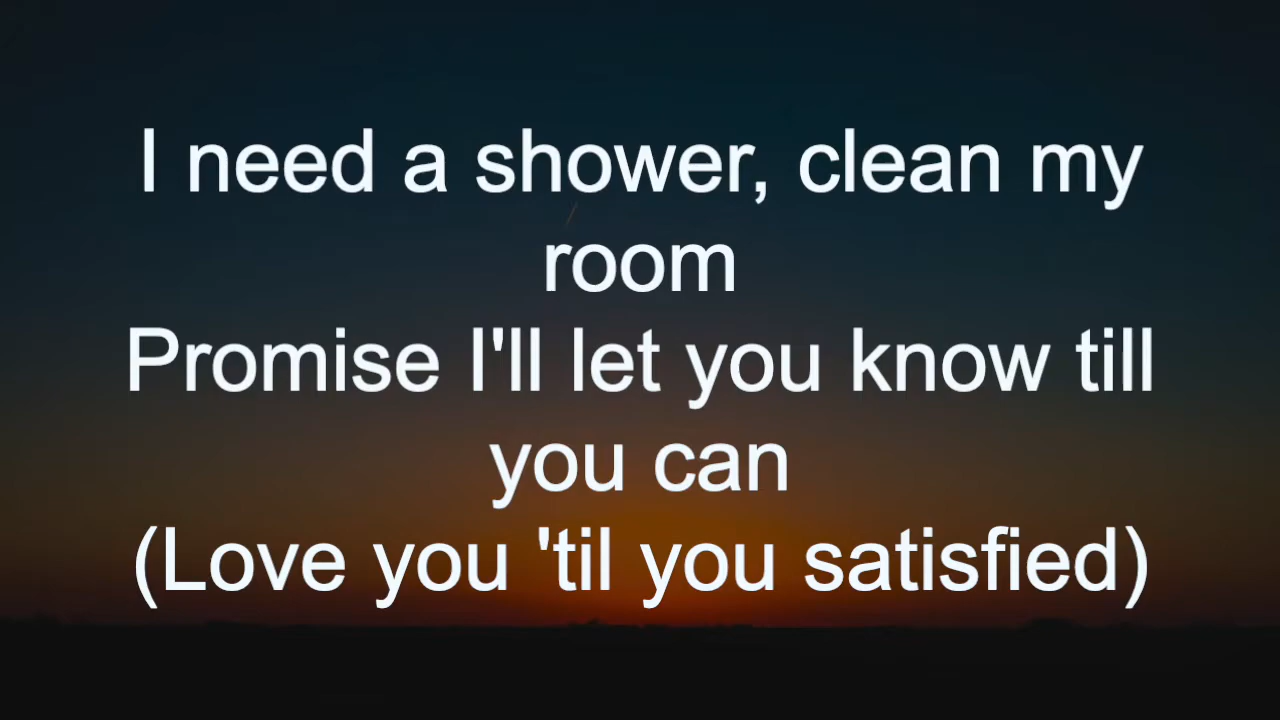 I need a shower, clean my
room
Promise I'll let you know till
you can
(Love you 'til you satisfied)